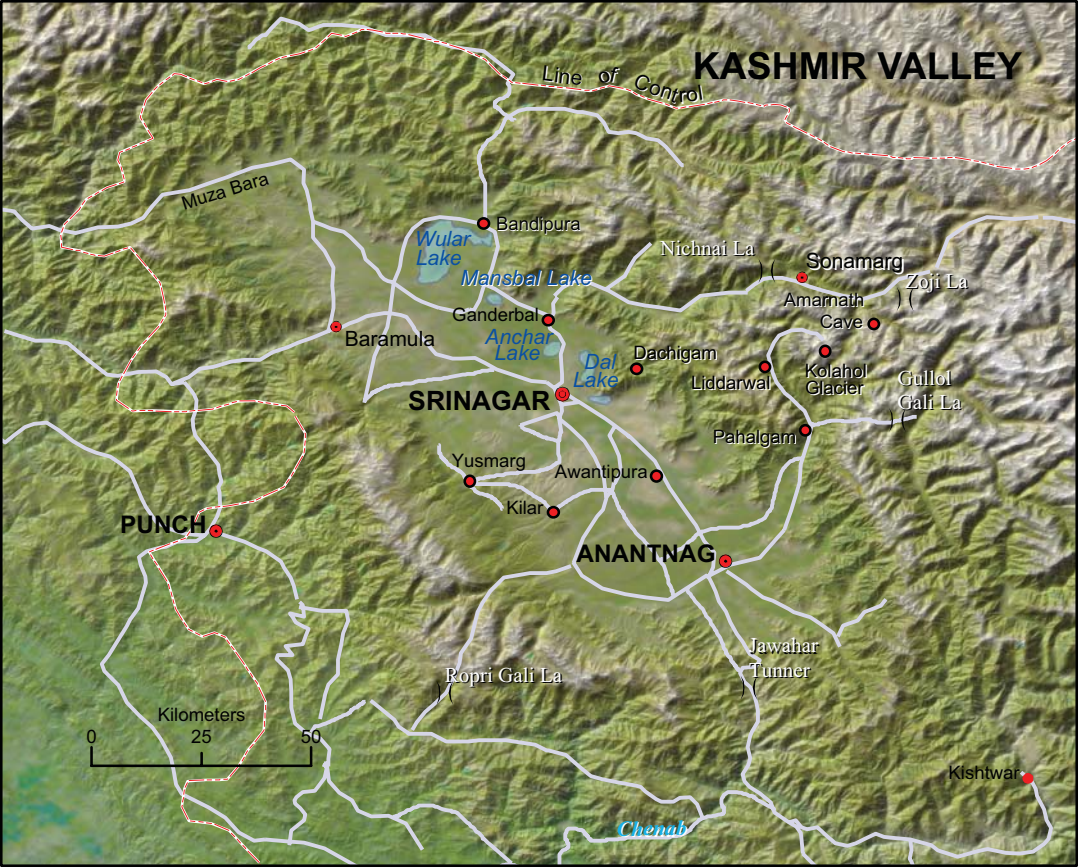 KASHMIR VALLEY
Line of Control
Muza Bara
Bandipura
Wular
Lake
Nichnai La
Sonamarg
Mansbal Lake
Zoji La
Amarnath
Cave
Ganderbal
Baramula
Anchar
Lake
Dal
Lake
Dachigam
Liddarwal
Kolahol
Glacier
Gullol
Gali La
SRINAGAR
Pahalgam
Yusmarg
Awantipura
Kilar
PUNCH
ANANTNAG
Jawahar
Tunner
Ropri Gali La
Kilometers
0 25 50
Kishtwar
Chenab